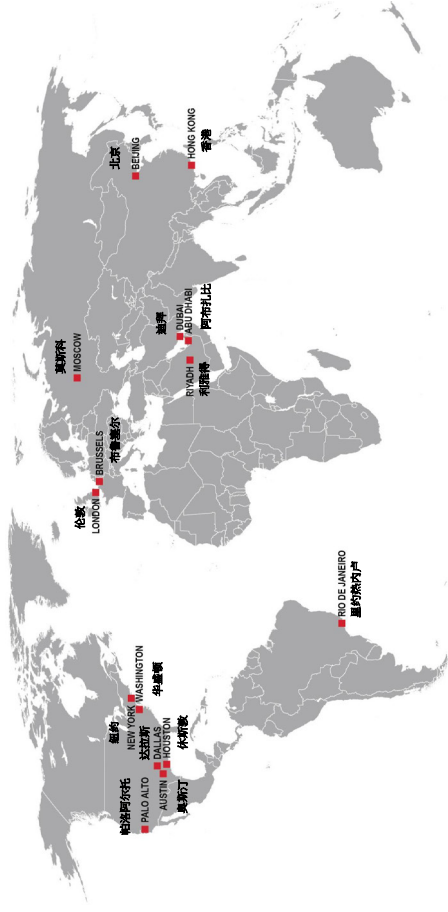 帕洛阿尔托
PALO ALTO
奥斯汀
AUSTIN
达拉斯
DALLAS
HOUSTON
休斯敦
纽约
NEW YORK
WASHINGTON
华盛顿
RIO DE JANEIRO
里约热内卢
伦敦
LONDON
BRUSSELS
布鲁塞尔
莫斯科
MOSCOW
RIYADH
利雅得
迪拜
DUBAI
ABU DHABI
阿布扎比
北京
BEIJING
HONG KONG
香港